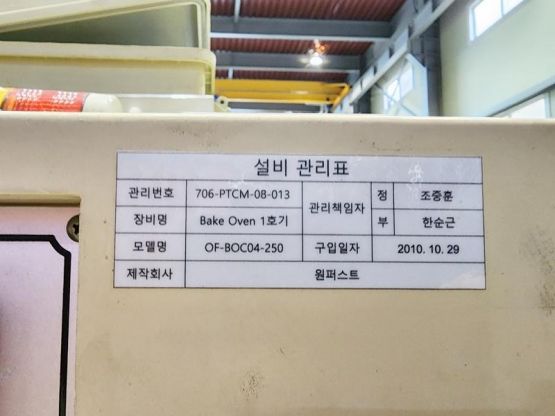 설비 관리표
관리번호 706-PTCM-08-013 관리책임자 정 조중훈
장비명 Bake Oven 1호기 부 한순근
모델명 OF-BOC04-250 구입일자 2010. 10. 29
제작회사 원퍼스트